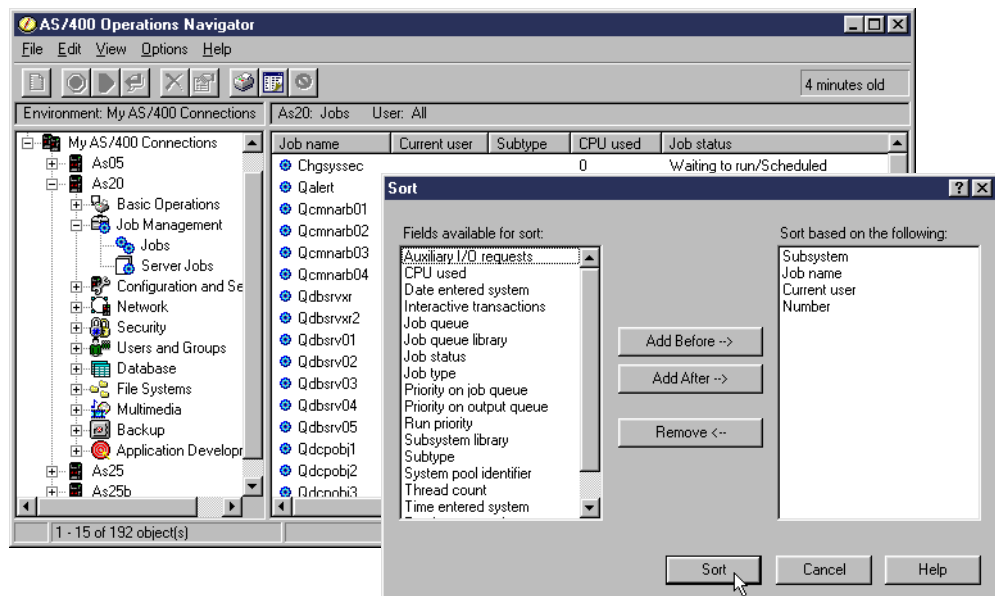 AS/400 Operations Navigator
File Edit View Options Help
4 minutes old
Environment: My AS/400 Connections
As20: Jobs User: All
My AS/400 Connections
As05
As20
Basic Operations
Job Management
Jobs
Server Jobs
Configuration and Se
Network
Security
Users and Groups
Database
File Systems
Multimedia
Backup
Application Developr
As25
As25b
Job name Current user Subtype CPU used Job status
Chgsyssec 0 Waiting to run/Scheduled
Qalert
Qcmnarb01
Qcmnarb02
Qcmnarb03
Qcmnarb04
Qdbsrvxr
Qdbsrvxr2
Qdbsrv01
Qdbsrv02
Qdbsrv03
Qdbsrv04
Qdbsrv05
Qdcpobj1
Qdcpobj2
1 - 15 of 192 object(s)
Sort
Fields available for sort:
Auxiliary I/O requests
CPU used
Date entered system
Interactive transactions
Job queue
Job queue library
Job status
Job type
Priority on job queue
Priority on output queue
Run priority
Subsystem library
Subtype
System pool identifier
Thread count
Time entered system
Add Before -->
Add After -->
Remove <--
Sort based on the following:
Subsystem
Job name
Current user
Number
Sort
Cancel
Help